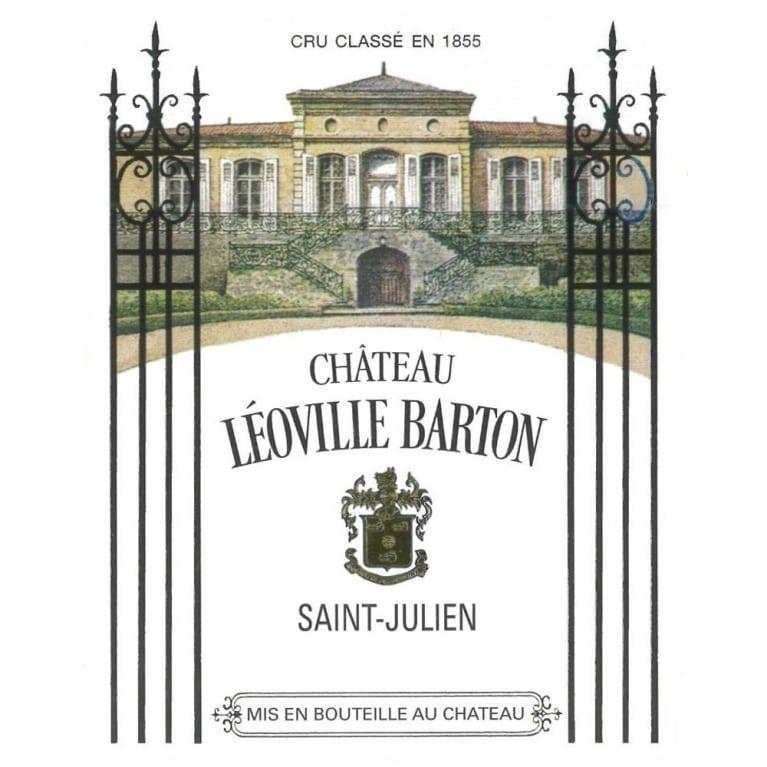 CRU CLASSÉ EN 1855
CHÂTEAU
LÉOVILLE BARTON
SAINT-JULIEN
MIS EN BOUTEILLE AU CHATEAU